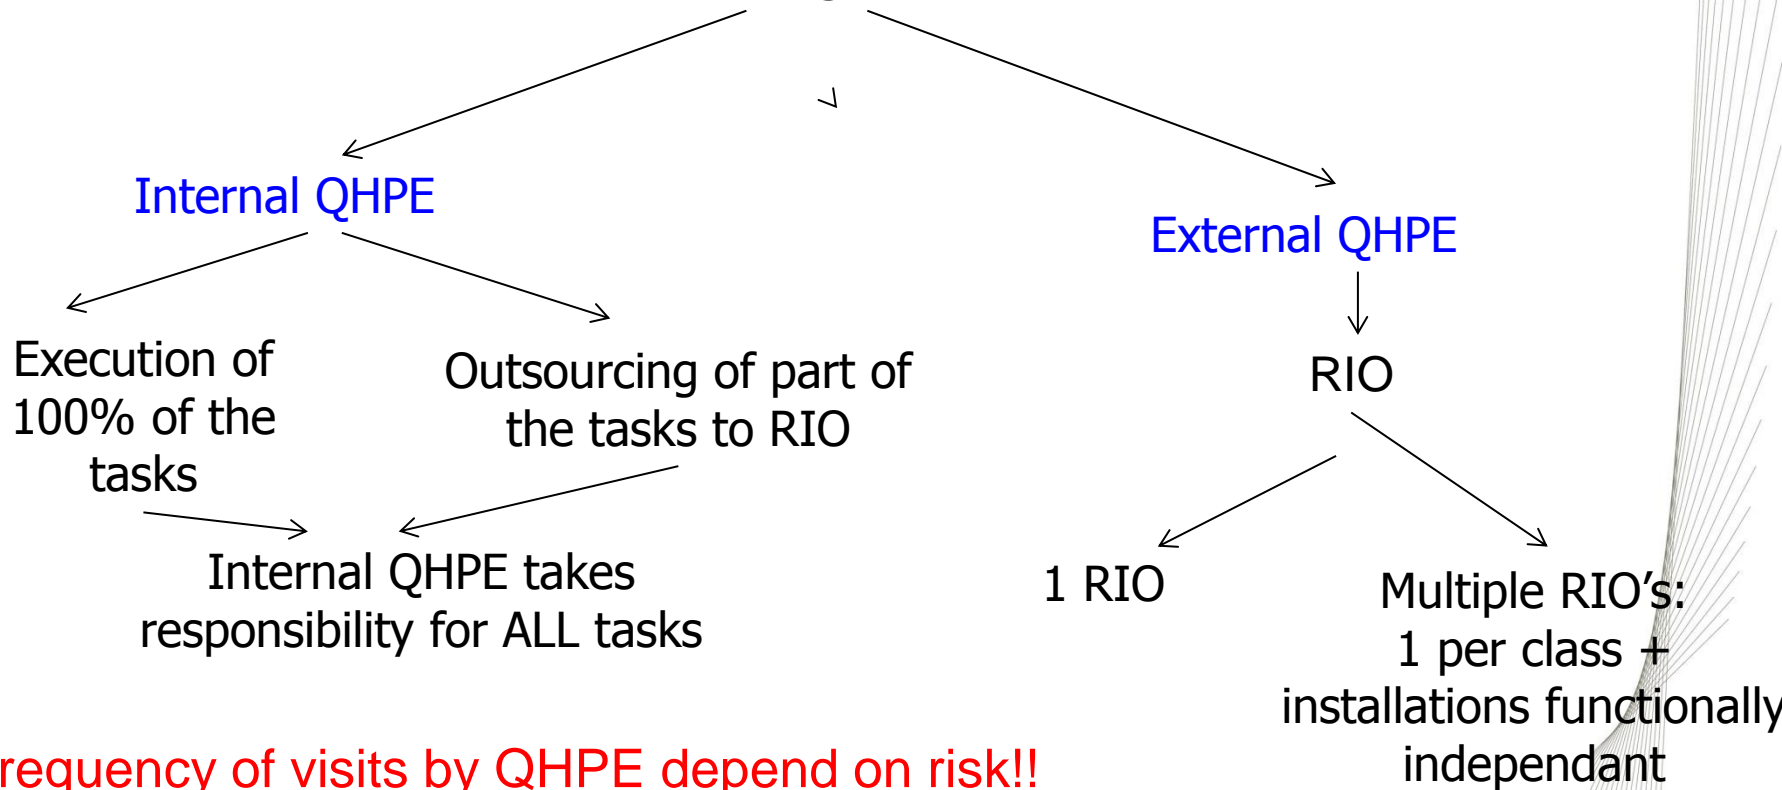 Internal QHPE
External QHPE
Execution of
100% of the
tasks
Outsourcing of part of
the tasks to RIO
Internal QHPE takes
responsibility for ALL tasks
RIO
1 RIO
Multiple RIO’s:
1 per class +
installations functionally
independant
requency of visits by QHPE depend on risk!!